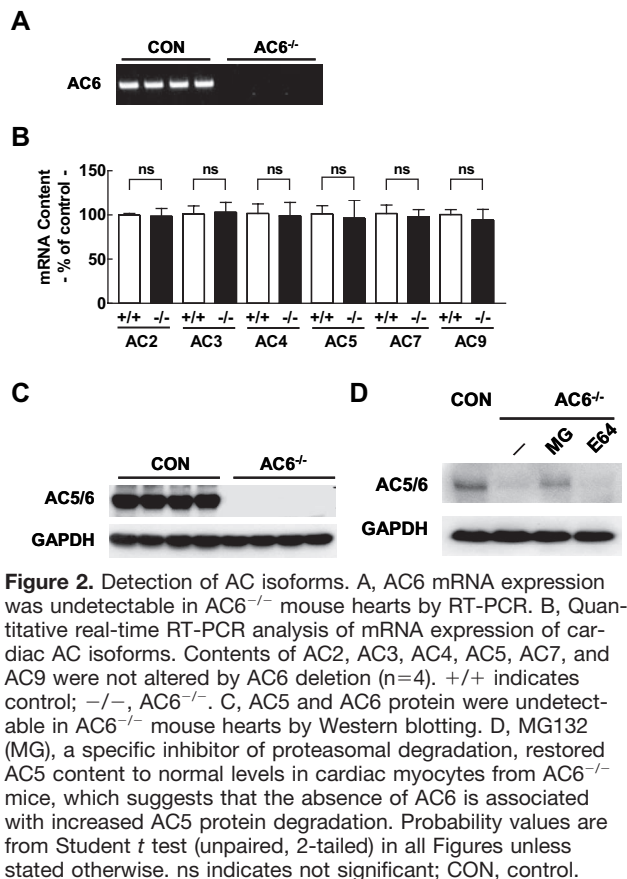 A
CON AC6-/-
AC6
B
mRNA Content
- % of control -
150
100
50
0
ns ns ns ns ns ns
+/+ -/- +/+ -/- +/+ -/- +/+ -/- +/+ -/- +/+ -/-
AC2 AC3 AC4 AC5 AC7 AC9
C
CON AC6-/-
AC5/6
GAPDH
D
CON AC6-/-
– MG E64
AC5/6
GAPDH
Figure 2. Detection of AC isoforms. A, AC6 mRNA expression
was undetectable in AC6−/− mouse hearts by RT-PCR. B, Quan-
titative real-time RT-PCR analysis of mRNA expression of car-
diac AC isoforms. Contents of AC2, AC3, AC4, AC5, AC7, and
AC9 were not altered by AC6 deletion (n=4). +/+ indicates
control; −/−, AC6−/−. C, AC5 and AC6 protein were undetect-
able in AC6−/− mouse hearts by Western blotting. D, MG132
(MG), a specific inhibitor of proteasomal degradation, restored
AC5 content to normal levels in cardiac myocytes from AC6−/−
mice, which suggests that the absence of AC6 is associated
with increased AC5 protein degradation. Probability values are
from Student t test (unpaired, 2-tailed) in all Figures unless
stated otherwise. ns indicates not significant; CON, control.